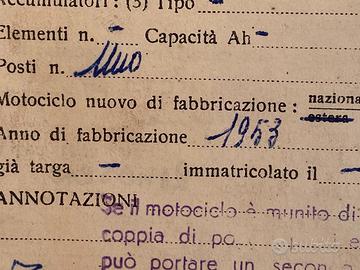 Accumulatori: (3) Tipo -
Elementi n. - Capacità Ah -
Posti n. Uno
Motociclo nuovo di fabbricazione: nazionale
estera
Anno di fabbricazione 1953
già targa - immatricolato il -
ANNOTAZIONI
Se il motociclo è munito di
coppia di
può portare un secon